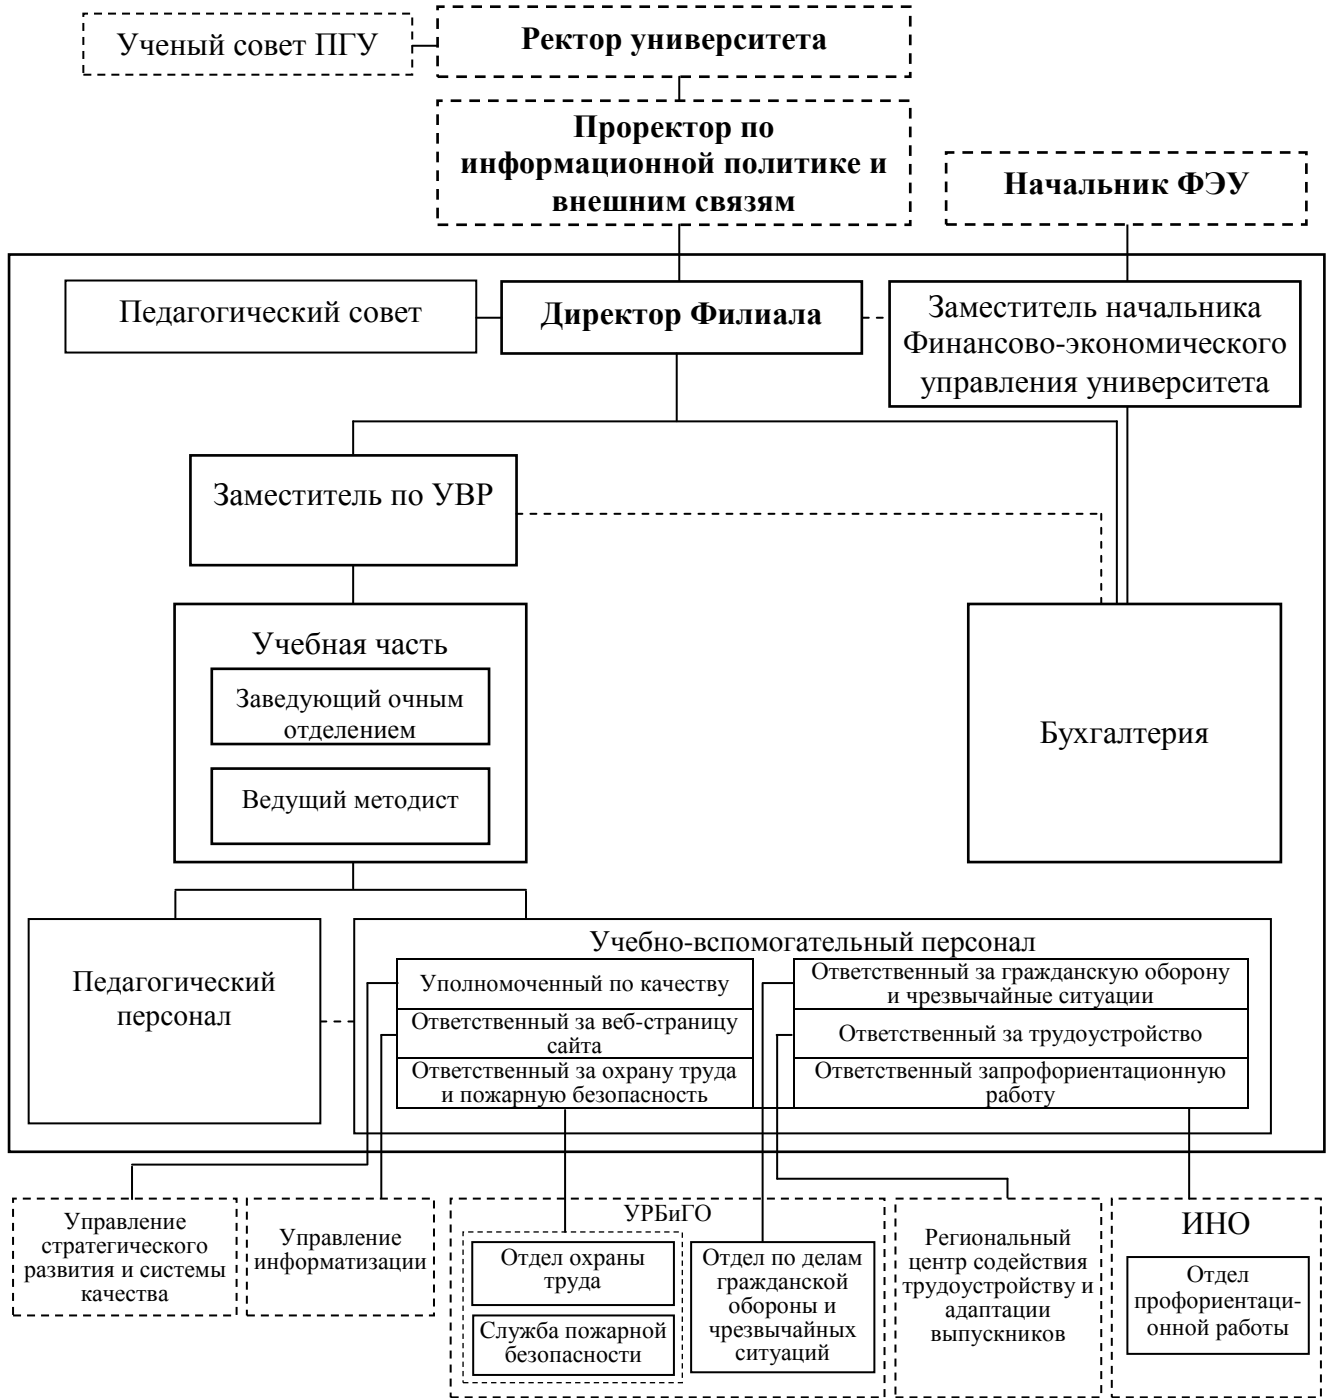 Ученый совет ПГУ
Ректор университета
Проректор по
информационной политике и
внешним связям
Начальник ФЭУ
Педагогический совет
Директор Филиала
Заместитель начальника
Финансово-экономического
управления университета
Заместитель по УВР
Учебная часть
Заведующий очным
отделением
Ведущий методист
Бухгалтерия
Педагогический
персонал
Учебно-вспомогательный персонал
Уполномоченный по качеству
Ответственный за веб-страницу
сайта
Ответственный за охрану труда
и пожарную безопасность
Ответственный за гражданскую оборону
и чрезвычайные ситуации
Ответственный за трудоустройство
Ответственный запрофориентационную
работу
Управление
стратегического
развития и системы
качества
Управление
информатизации
УРБиГО
Отдел охраны
труда
Служба пожарной
безопасности
Отдел по делам
гражданской
обороны и
чрезвычайных
ситуаций
Региональный
центр содействия
трудоустройству и
адаптации
выпускников
ИНО
Отдел
профориентаци-
онной работы